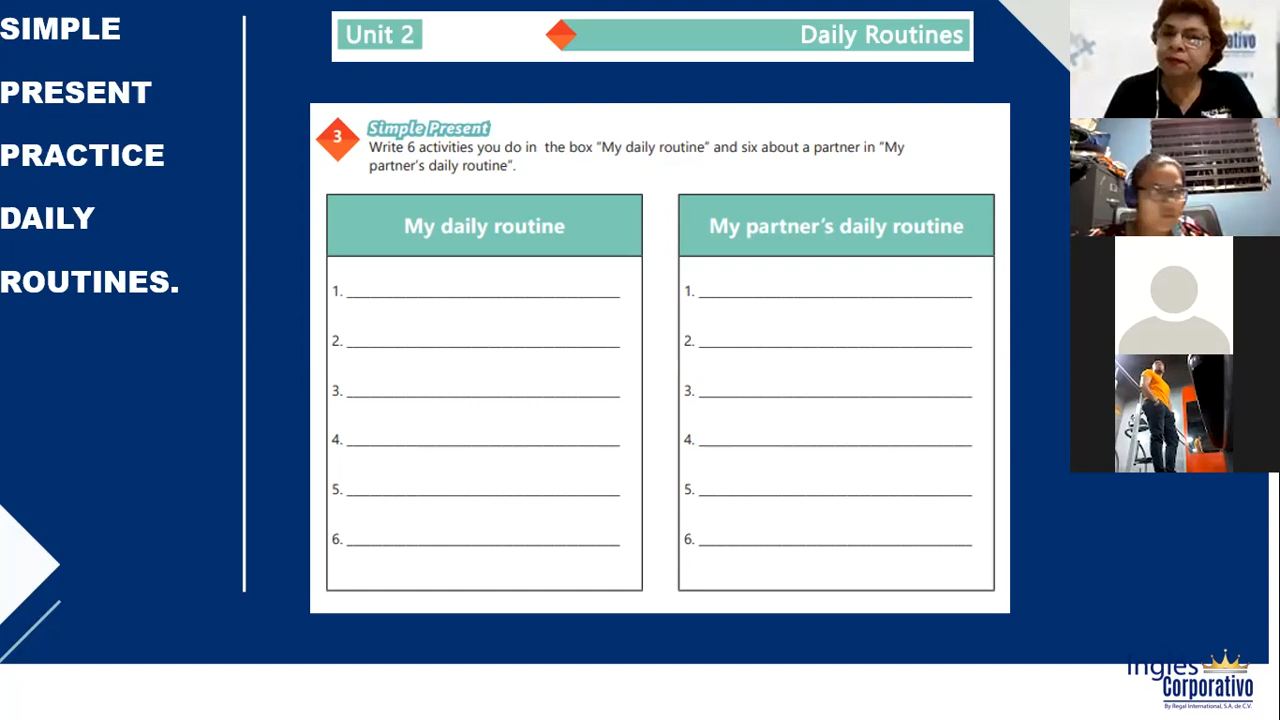 SIMPLE
PRESENT
PRACTICE
DAILY
ROUTINES.
Unit 2
Daily Routines
3
Simple Present
Write 6 activities you do in the box “My daily routine” and six about a partner in “My
partner’s daily routine”.
My daily routine
1.
2.
3.
4.
5.
6.
My partner’s daily routine
1.
2.
3.
4.
5.
6.
Inglés
Corporativo
By Regal International, S.A. de C.V.